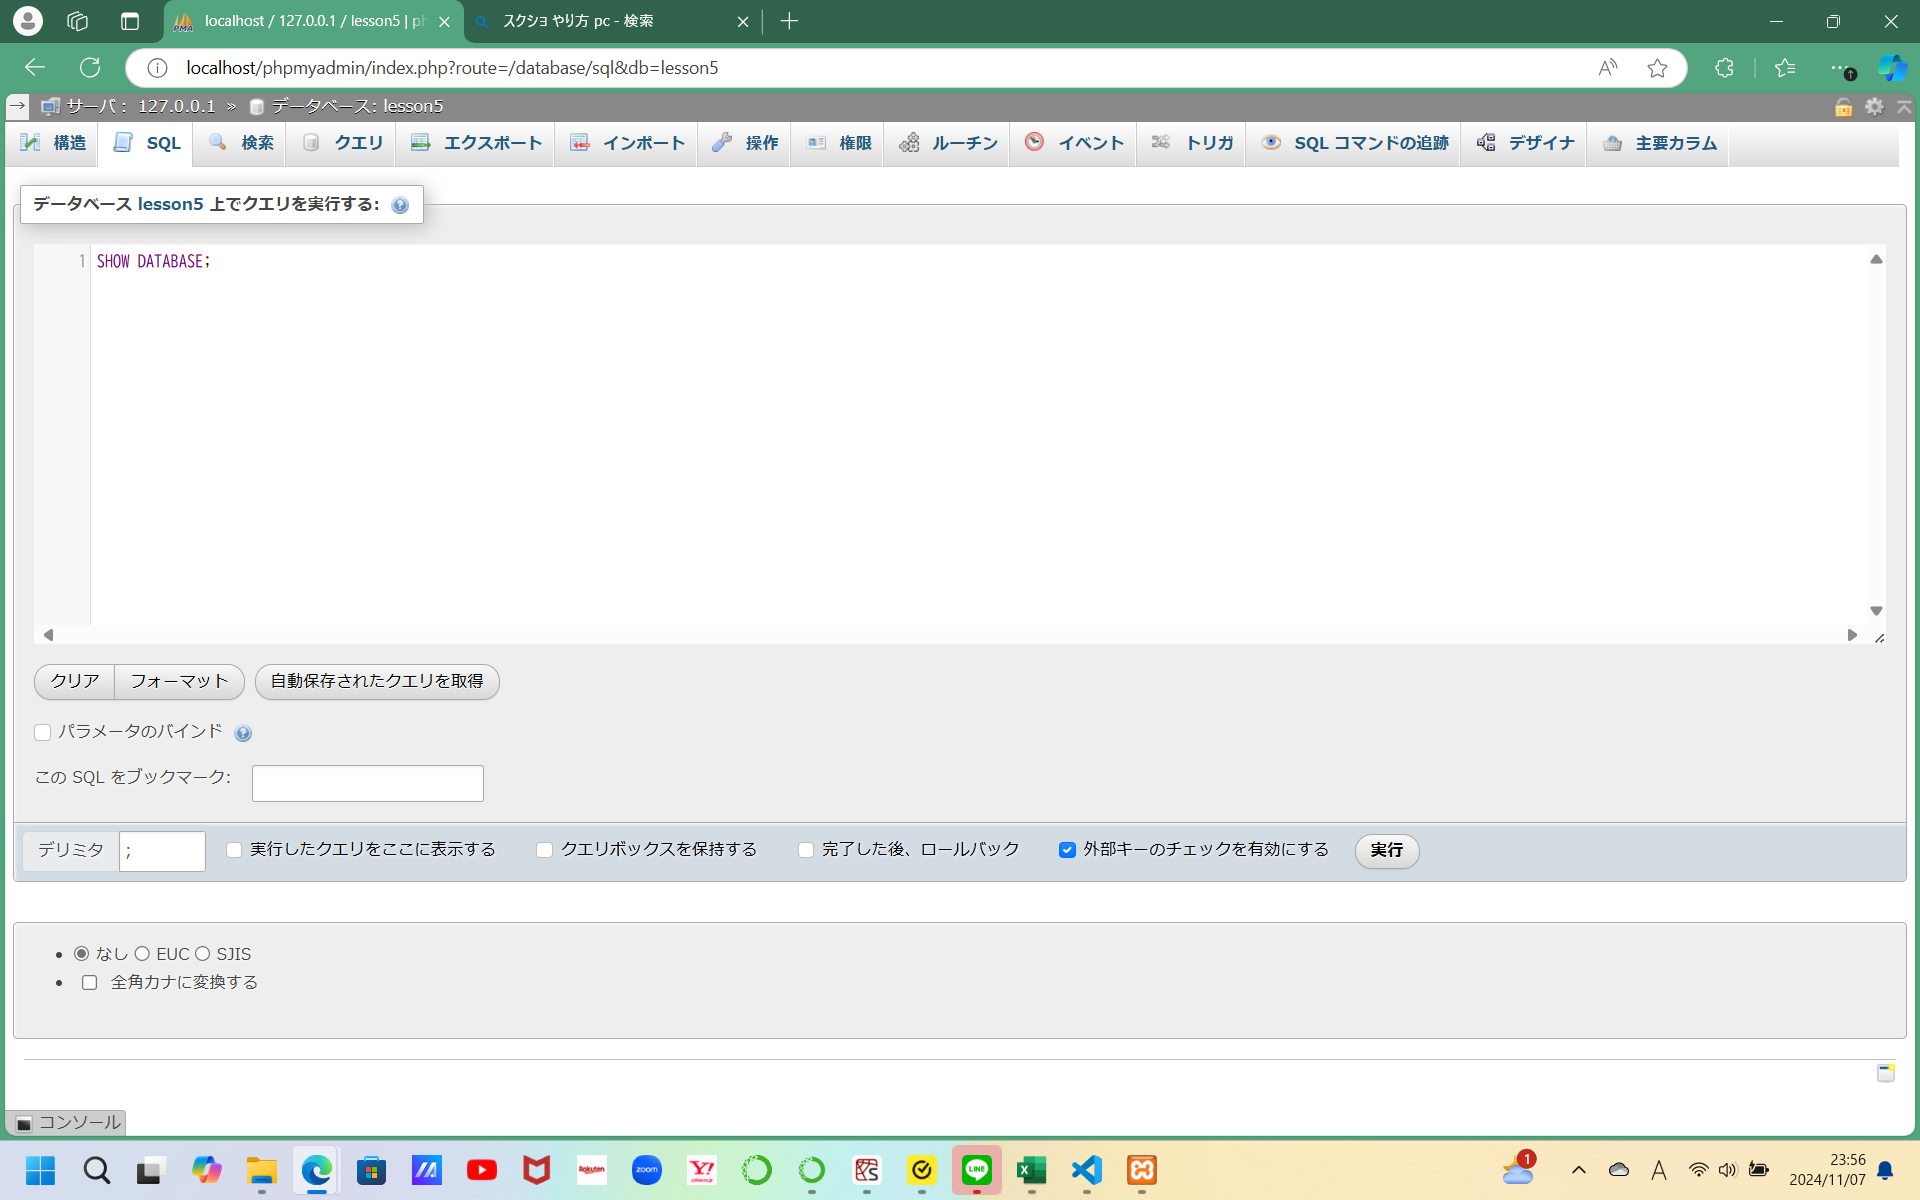 localhost / 127.0.0.1 / lesson5 | ph
スクショ やり方 pc - 検索
localhost/phpmyadmin/index.php?route=/database/sql&db=lesson5
サーバ: 127.0.0.1 » データベース: lesson5
構造 SQL 検索 クエリ エクスポート インポート 操作 権限 ルーチン イベント トリガ SQL コマンドの追跡 デザイナ 主要カラム
データベース lesson5 上でクエリを実行する:
1 SHOW DATABASE;
クリア フォーマット 自動保存されたクエリを取得
パラメータのバインド
この SQL をブックマーク:
デリミタ ; 実行したクエリをここに表示する クエリボックスを保持する 完了した後、ロールバック 外部キーのチェックを有効にする 実行
なし EUC SJIS
全角カナに変換する
コンソール
Rakuten
zoom
Y!
LINE
1
A
23:56
2024/11/07